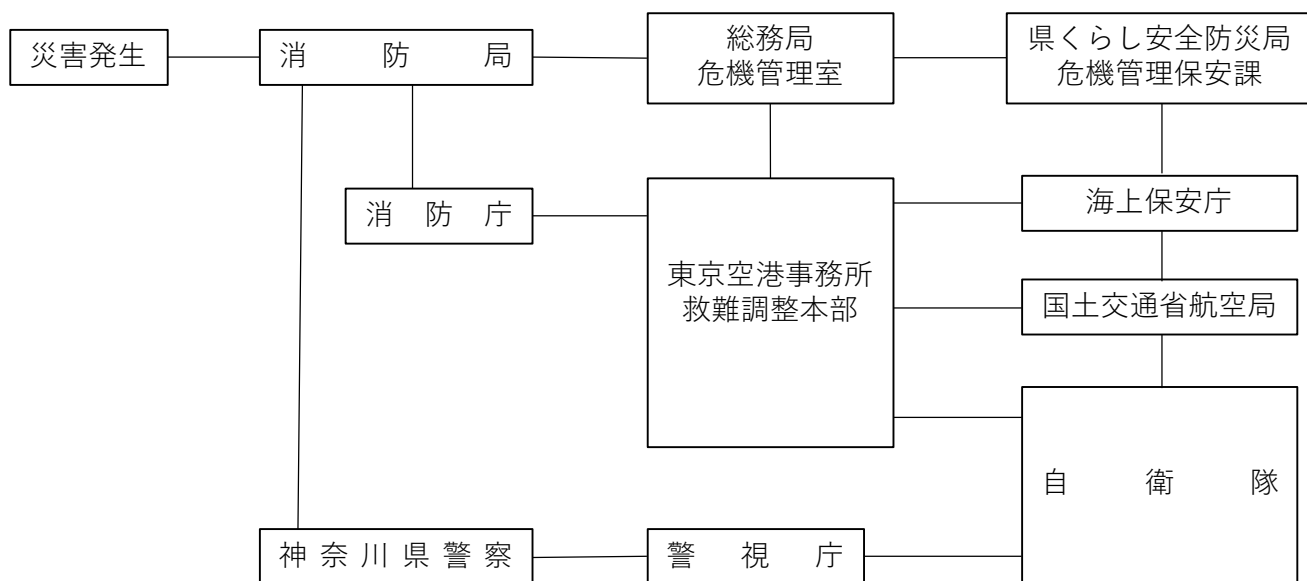 災害発生
消防局
総務局
危機管理室
県くらし安全防災局
危機管理保安課
消防庁
東京空港事務所
救難調整本部
海上保安庁
国土交通省航空局
自衛隊
神奈川県警察
警視庁